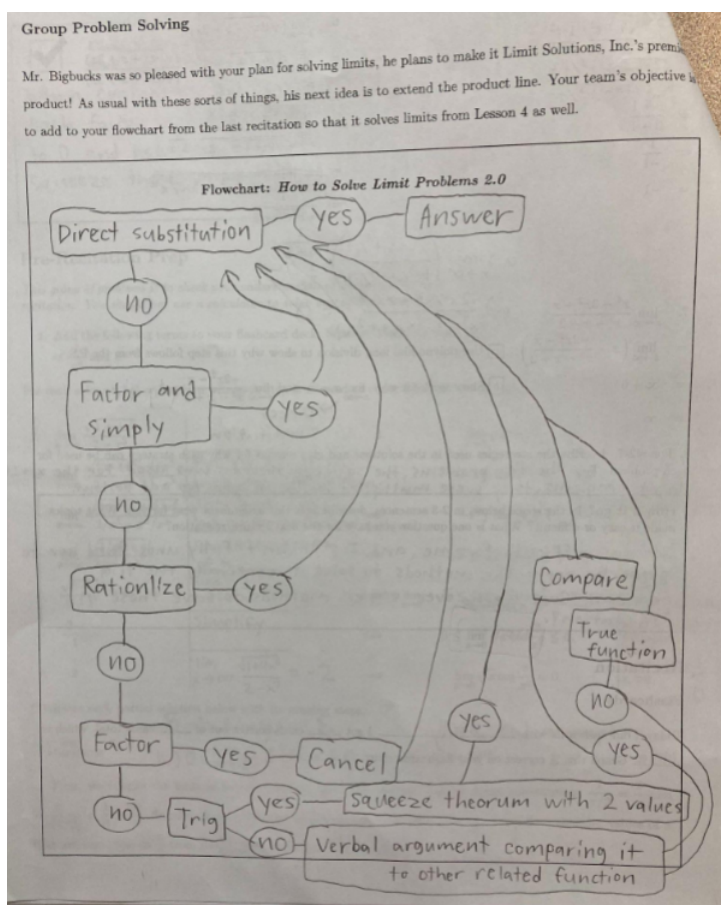 Group Problem Solving
Mr. Bigbucks was so pleased with your plan for solving limits, he plans to make it Limit Solutions, Inc.'s
product! As usual with these sorts of things, his next idea is to extend the product line. Your team's objective
to add to your flowchart from the last recitation so that it solves limits from Lesson 4 as well.
Flowchart: How to Solve Limit Problems 2.0
Direct substitution
yes
Answer
no
Factor and
simply
yes
no
Rationlize
yes
Compare
True
function
no
no
yes
yes
Factor
yes
Cancel
no
Trig
yes
Squeeze theorum with 2 values
no
Verbal argument comparing it
to other related function